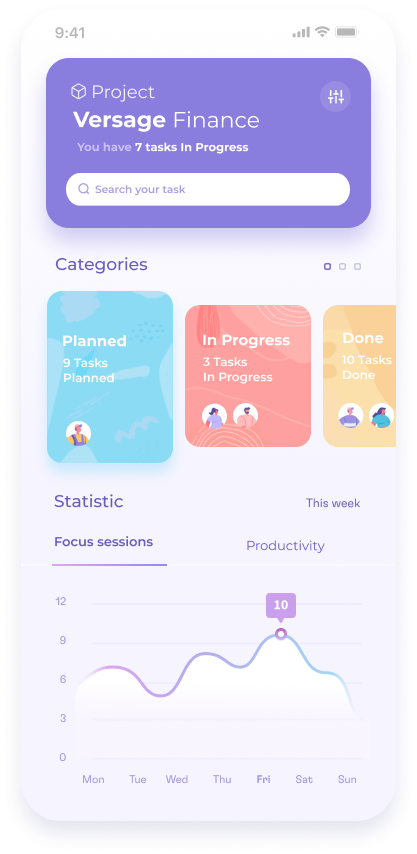 9:41
Project
Versage Finance
You have 7 tasks In Progress
Search your task
Categories
Planned
9 Tasks
Planned
In Progress
3 Tasks
In Progress
3
Done
10 Tasks
Done
Statistic
This week
Focus sessions
Productivity
12
10
9
6
3
0
Mon Tue Wed Thu Fri Sat Sun